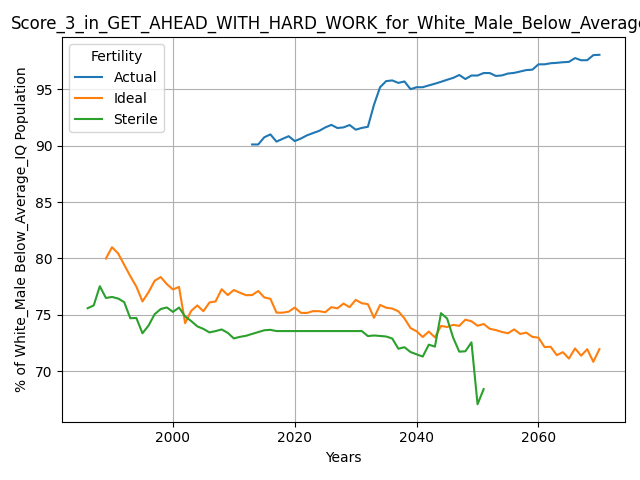 Score_3_in_GET_AHEAD_WITH_HARD_WORK_for_White_Male_Below_Average
Fertility
Actual
Ideal
Sterile
% of White_Male Below_Average_IQ Population
95
90
85
80
75
70
2000
2020
2040
2060
Years